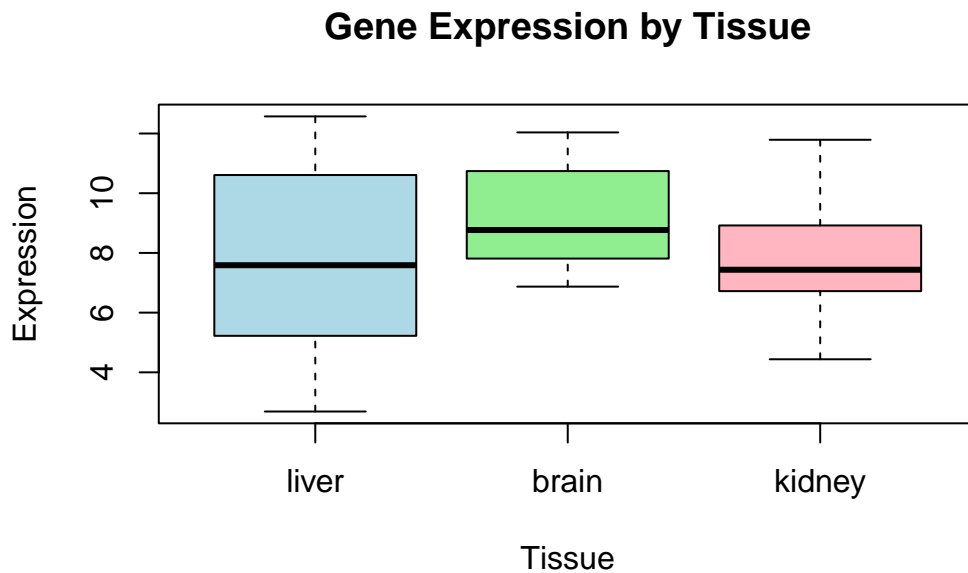 Gene Expression by Tissue
Expression
10
8
6
4
liver brain kidney
Tissue